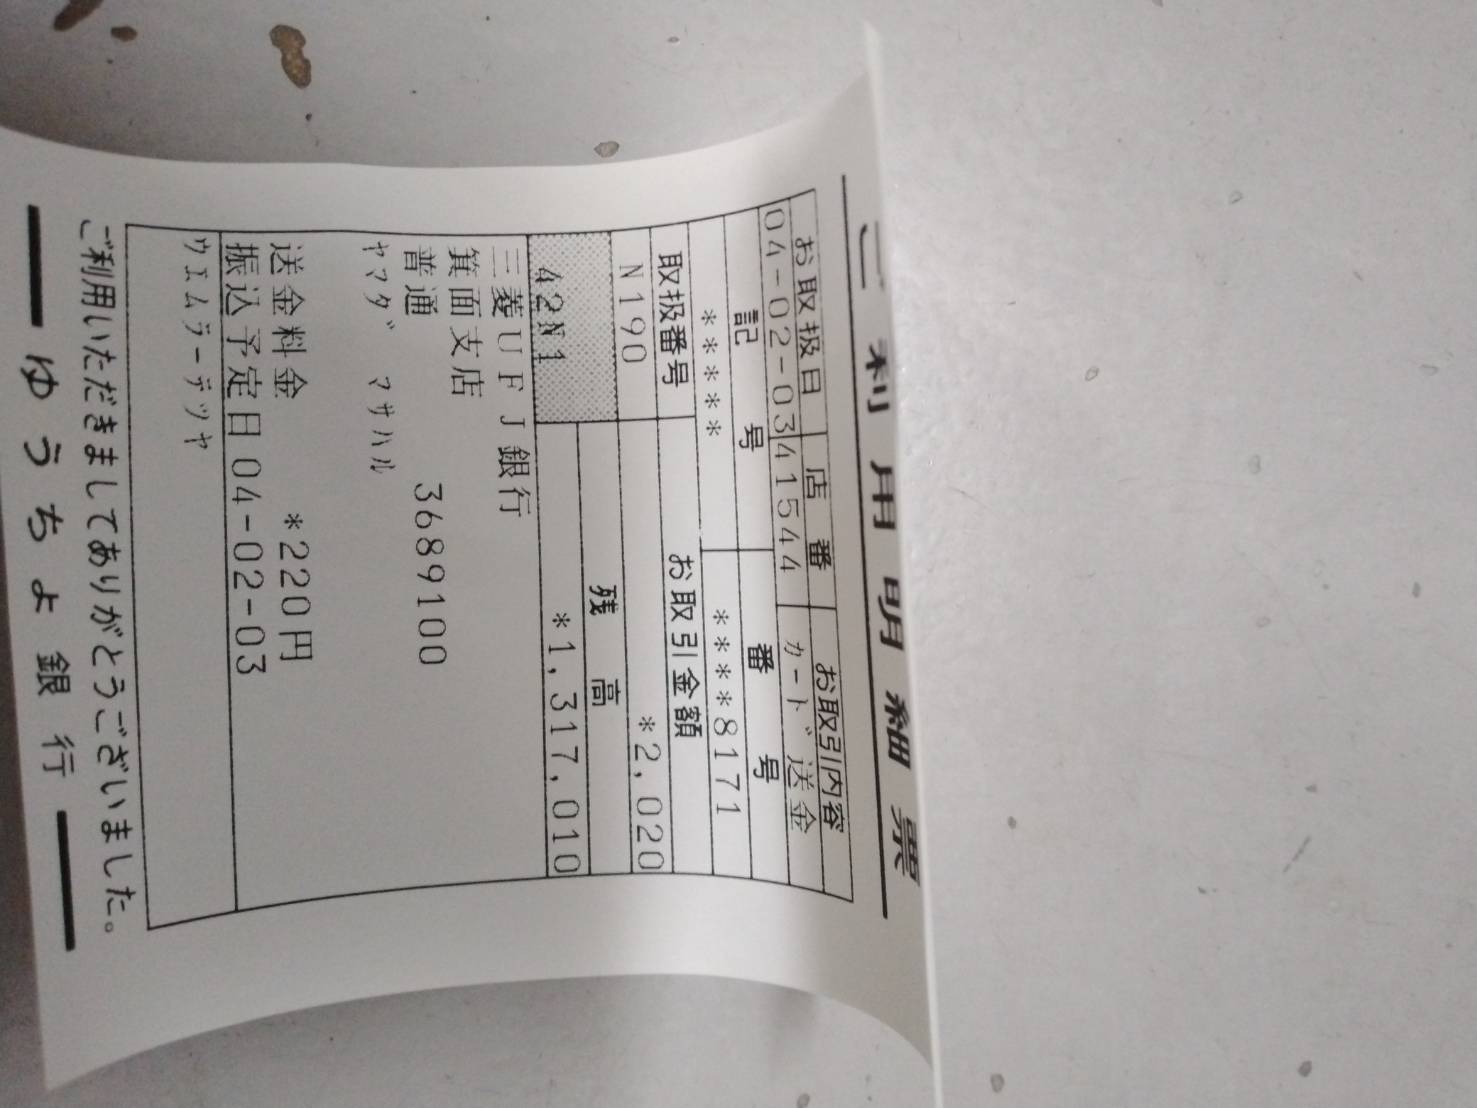 ご利用明細票
お取扱日 店番 お取引内容
04-02-03 41544 カード送金
記号 番号
***** ****8171
取扱番号 お取引金額
N190 *2,020
残高
42N1 *1,317,010
三菱UFJ銀行
箕面支店
普通 3689100
ヤマダ マサハル
送金料金 *220円
振込予定日04-02-03
ウエムラーテツヤ
ご利用いただきましてありがとうございました。
ゆうちょ銀行